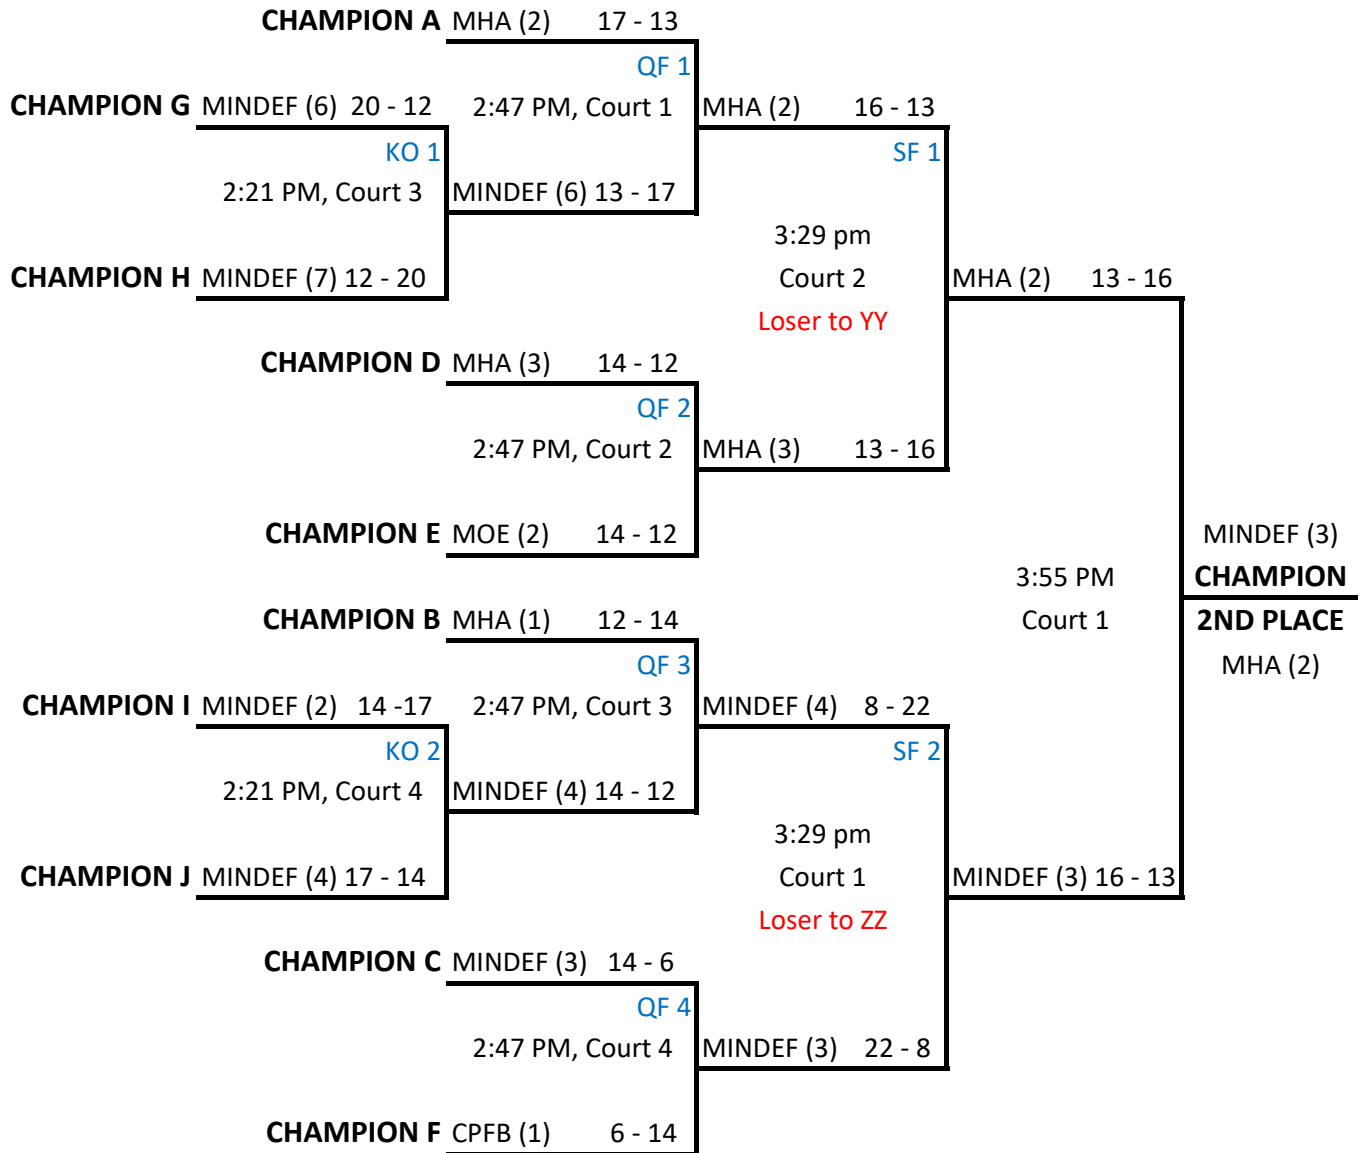 CHAMPION A MHA (2) 17 - 13
QF 1
CHAMPION G MINDEF (6) 20 - 12 2:47 PM, Court 1 MHA (2) 16 - 13
KO 1 SF 1
2:21 PM, Court 3 MINDEF (6) 13 - 17
3:29 pm
CHAMPION H MINDEF (7) 12 - 20 Court 2 MHA (2) 13 - 16
Loser to YY
CHAMPION D MHA (3) 14 - 12
QF 2
2:47 PM, Court 2 MHA (3) 13 - 16
CHAMPION E MOE (2) 14 - 12 MINDEF (3)
3:55 PM CHAMPION
CHAMPION B MHA (1) 12 - 14 Court 1 2ND PLACE
QF 3 MHA (2)
CHAMPION I MINDEF (2) 14 -17 2:47 PM, Court 3 MINDEF (4) 8 - 22
KO 2 SF 2
2:21 PM, Court 4 MINDEF (4) 14 - 12
3:29 pm
CHAMPION J MINDEF (4) 17 - 14 Court 1 MINDEF (3) 16 - 13
Loser to ZZ
CHAMPION C MINDEF (3) 14 - 6
QF 4
2:47 PM, Court 4 MINDEF (3) 22 - 8
CHAMPION F CPFB (1) 6 - 14